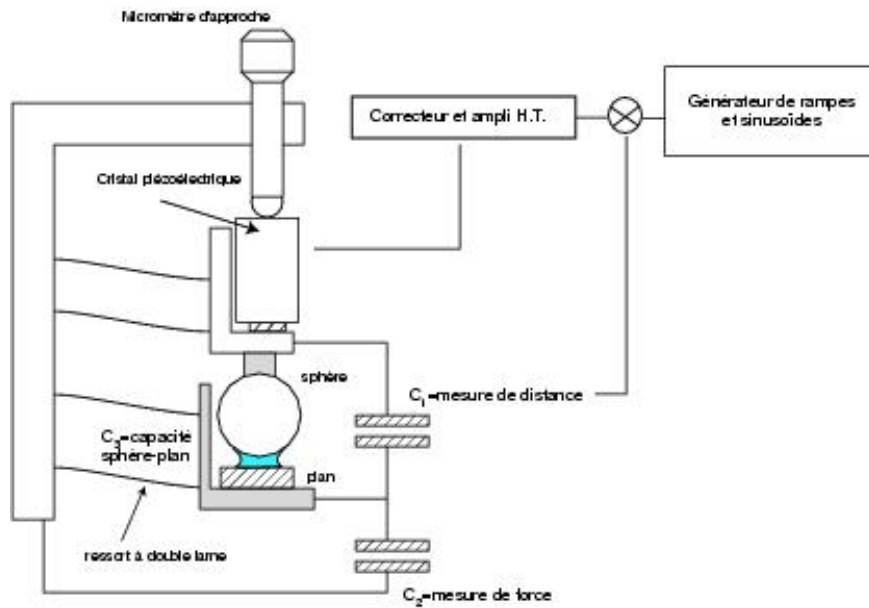 Micromètre d'approche
Correcteur et ampli H.T.
Générateur de rampes
et sinusoïdes
Cristal piézoélectrique
sphère
C₁=mesure de distance
C₃=capacité
sphère-plan
plan
ressort à double lame
C₂=mesure de force